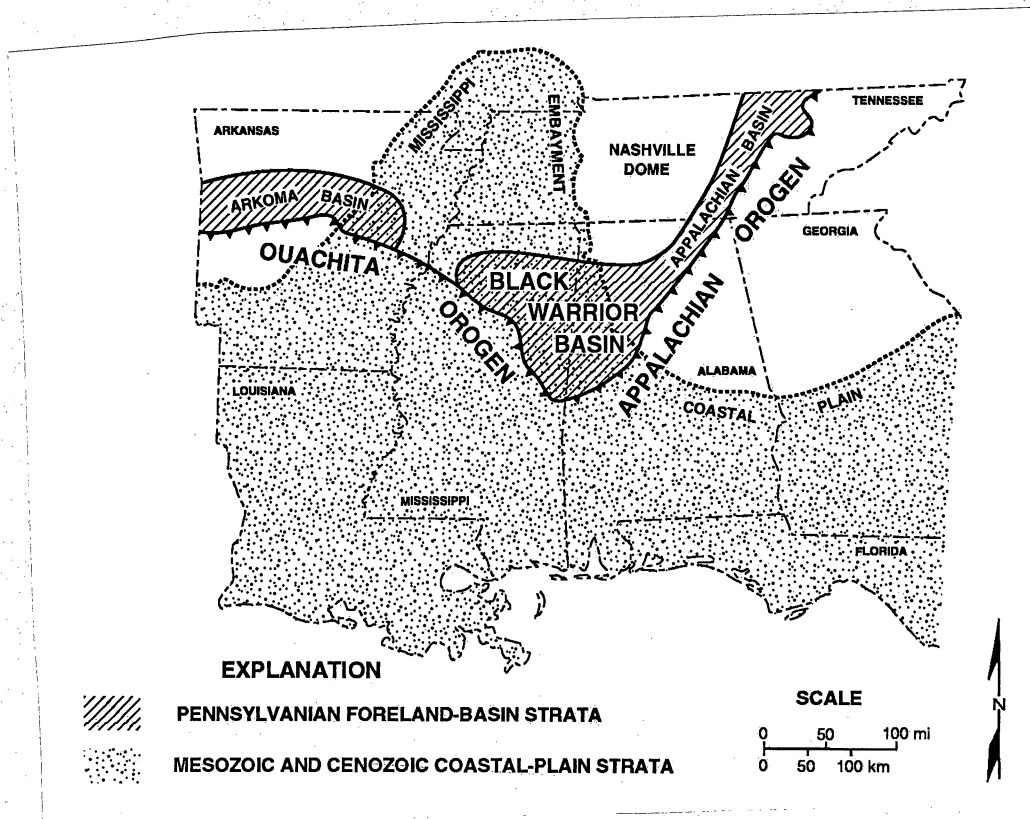 MISSISSIPPI
EMBAYMENT
TENNESSEE
ARKANSAS
NASHVILLE
DOME
APPALACHIAN BASIN
ARKOMA BASIN
OUACHITA
OROGEN
APPALACHIAN
OROGEN
GEORGIA
BLACK
WARRIOR
BASIN
ALABAMA
LOUISIANA
COASTAL PLAIN
MISSISSIPPI
FLORIDA
EXPLANATION
PENNSYLVANIAN FORELAND-BASIN STRATA
MESOZOIC AND CENOZOIC COASTAL-PLAIN STRATA
SCALE
0 50 100 mi
0 50 100 km
N